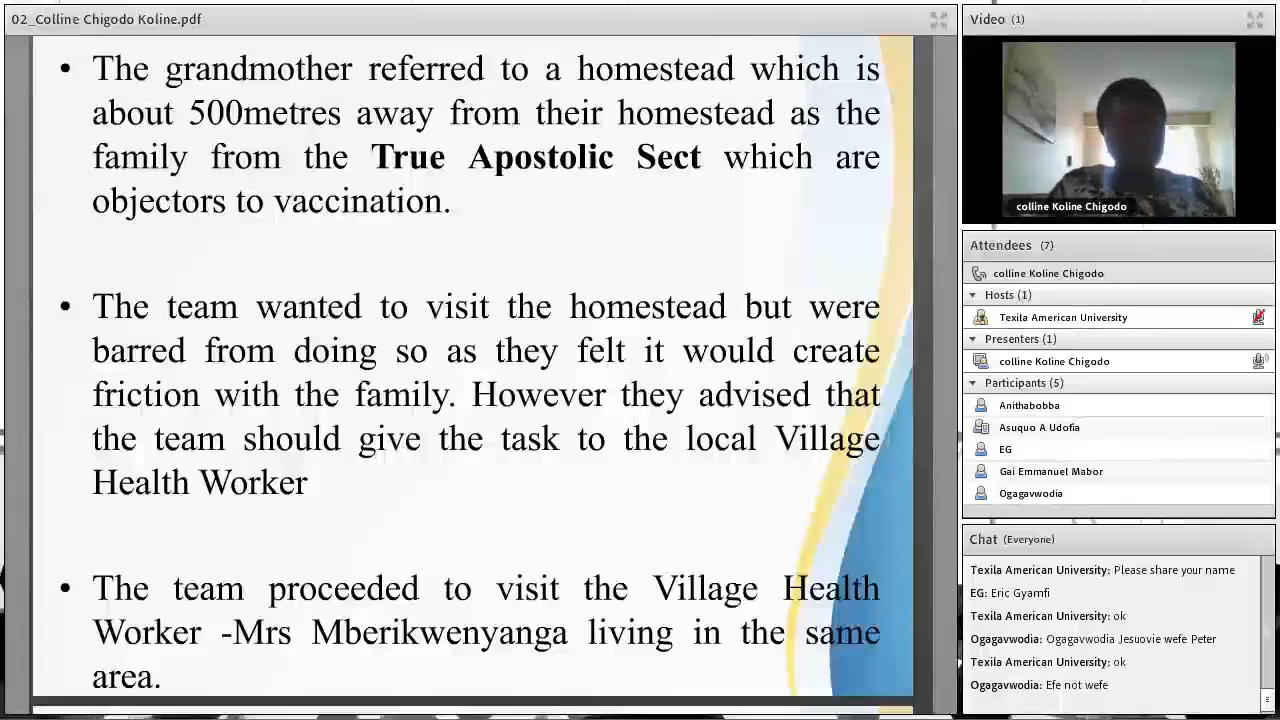 02_Colline Chigodo Koline.pdf
• The grandmother referred to a homestead which is
about 500metres away from their homestead as the
family from the True Apostolic Sect which are
objectors to vaccination.
• The team wanted to visit the homestead but were
barred from doing so as they felt it would create
friction with the family. However they advised that
the team should give the task to the local Village
Health Worker
• The team proceeded to visit the Village Health
Worker -Mrs Mberikwenyanga living in the same
area.
Video (1)
colline Koline Chigodo
Attendees (7)
colline Koline Chigodo
Hosts (1)
Texila American University
Presenters (1)
colline Koline Chigodo
Participants (5)
Anithabobba
Asuquo A Udofia
EG
Gai Emmanuel Mabor
Ogagavwodia
Chat (Everyone)
Texila American University: Please share your name
EG: Eric Gyamfi
Texila American University: ok
Ogagavwodia: Ogagavwodia Jesuovie wefe Peter
Texila American University: ok
Ogagavwodia: Efe not wefe